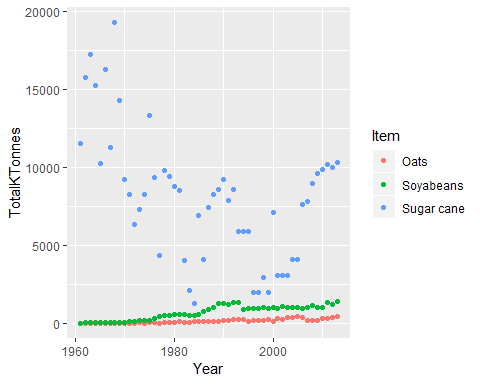 20000
15000
10000
5000
0
TotalKTonnes
1960
1980
2000
Year
Item
Oats
Soyabeans
Sugar cane